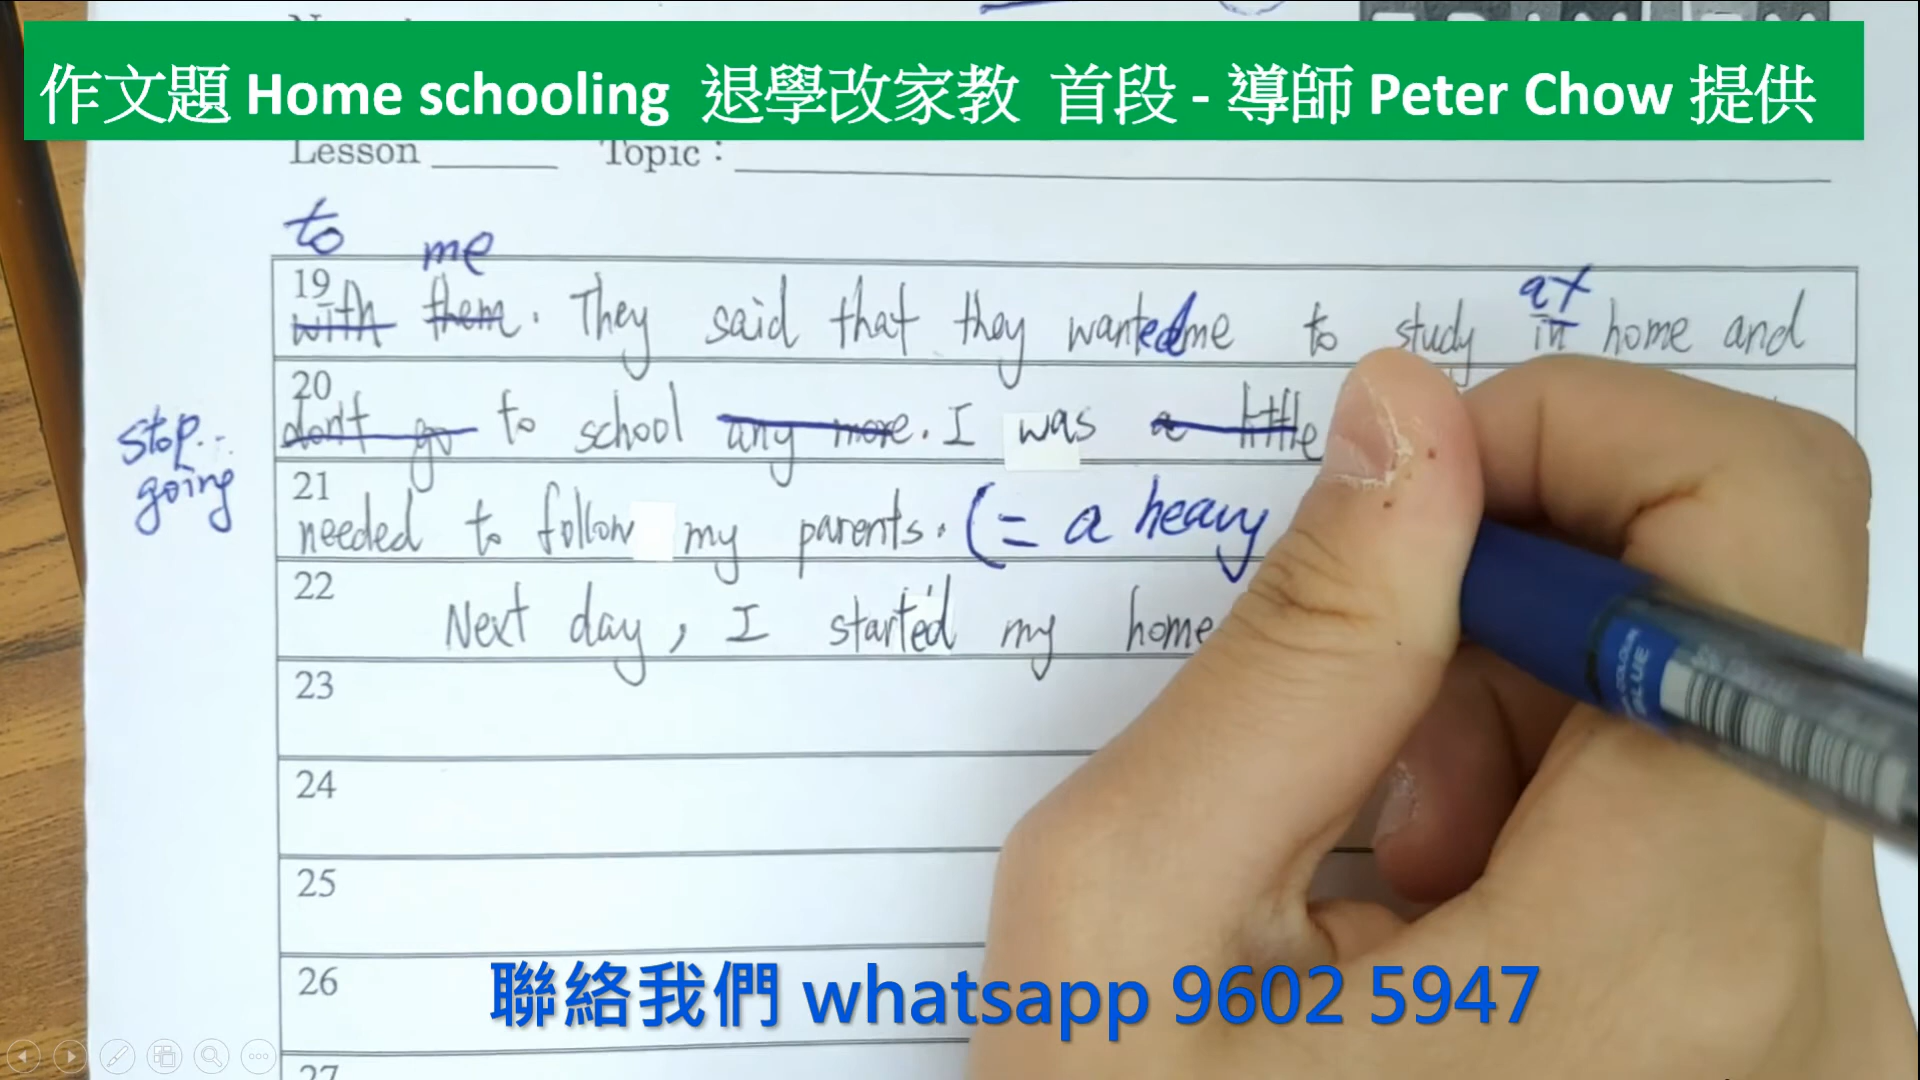 作文題 Home schooling 退學改家教 首段 - 導師 Peter Chow 提供
Lesson Topic :
to me
19
with them. They said that they wanted me to study in home and
at
20
don't go to school any more. I was a little
stop..
going
21
needed to follow my parents. (= a heavy
22
Next day, I started my home
23
24
25
26
27
聯絡我們 whatsapp 9602 5947